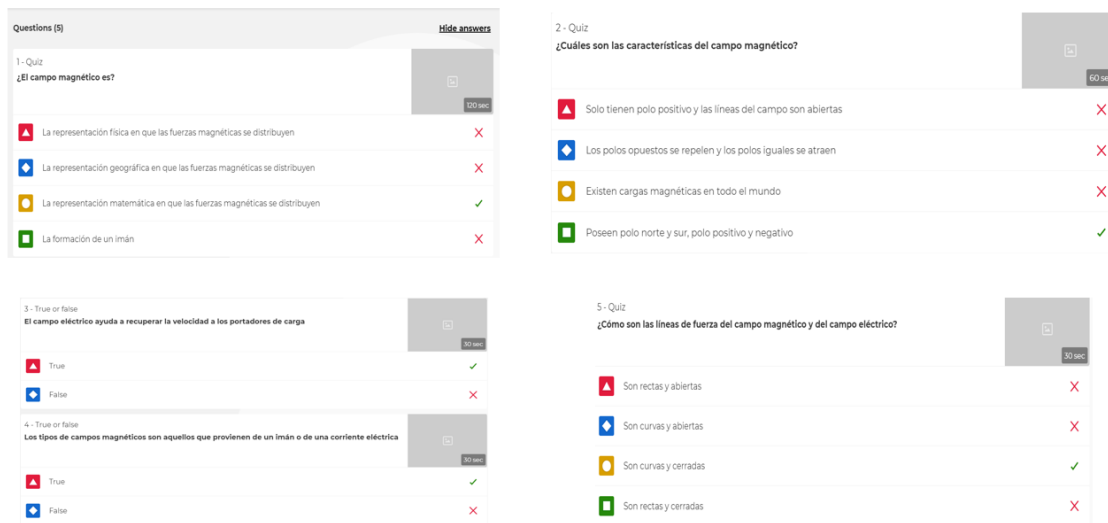 Questions (5)
Hide answers
1 - Quiz
¿El campo magnético es?
120 sec
La representación física en que las fuerzas magnéticas se distribuyen
La representación geográfica en que las fuerzas magnéticas se distribuyen
La representación matemática en que las fuerzas magnéticas se distribuyen
La formación de un imán
2 - Quiz
¿Cuáles son las características del campo magnético?
60 se
Solo tienen polo positivo y las líneas del campo son abiertas
Los polos opuestos se repelen y los polos iguales se atraen
Existen cargas magnéticas en todo el mundo
Poseen polo norte y sur, polo positivo y negativo
3 - True or false
El campo eléctrico ayuda a recuperar la velocidad a los portadores de carga
30 sec
True
False
4 - True or false
Los tipos de campos magnéticos son aquellos que provienen de un imán o de una corriente eléctrica
30 sec
True
False
5 - Quiz
¿Cómo son las líneas de fuerza del campo magnético y del campo eléctrico?
30 sec
Son rectas y abiertas
Son curvas y abiertas
Son curvas y cerradas
Son rectas y cerradas